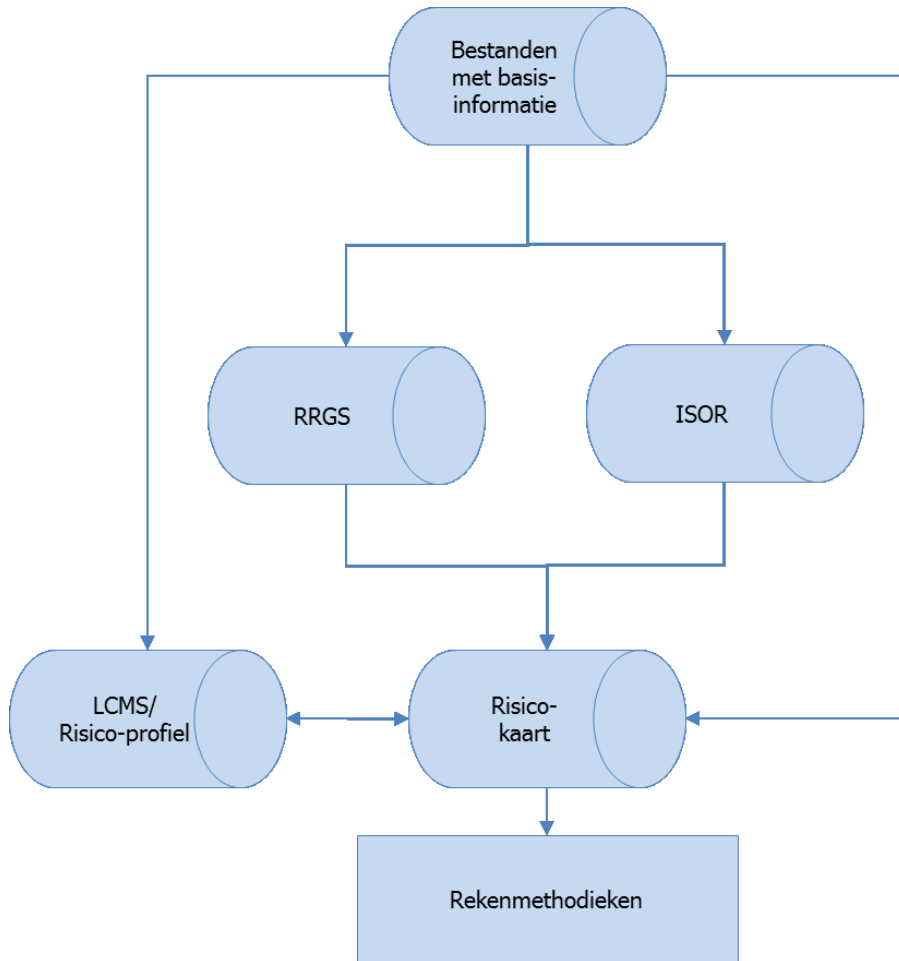 Bestanden
met basis-
informatie
RRGS
ISOR
LCMS/
Risico-profiel
Risico-
kaart
Rekenmethodieken